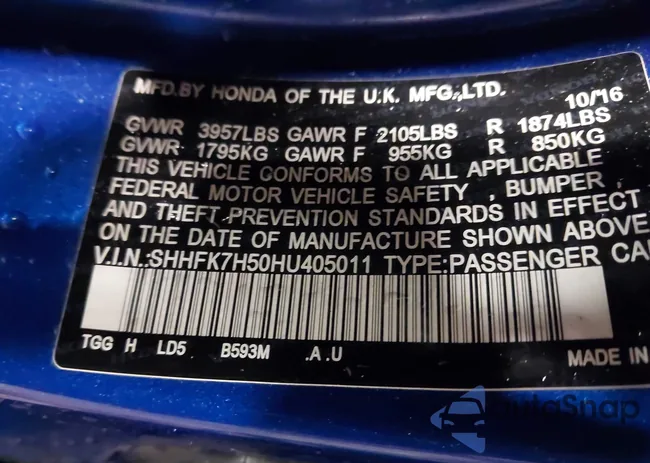 MFD.BY HONDA OF THE U.K. MFG.,LTD. 10/'16
GVWR 3957LBS GAWR F 2105LBS R 1874LBS
GVWR 1795KG GAWR F 955KG R 850KG
THIS VEHICLE CONFORMS TO ALL APPLICABLE
FEDERAL MOTOR VEHICLE SAFETY , BUMPER ,
AND THEFT PREVENTION STANDARDS IN EFFECT
ON THE DATE OF MANUFACTURE SHOWN ABOVE
V.I.N.:SHHFK7H50HU405011 TYPE:PASSENGER CA
TGG H LD5 B593M .A.U
MADE IN
AutoSnap